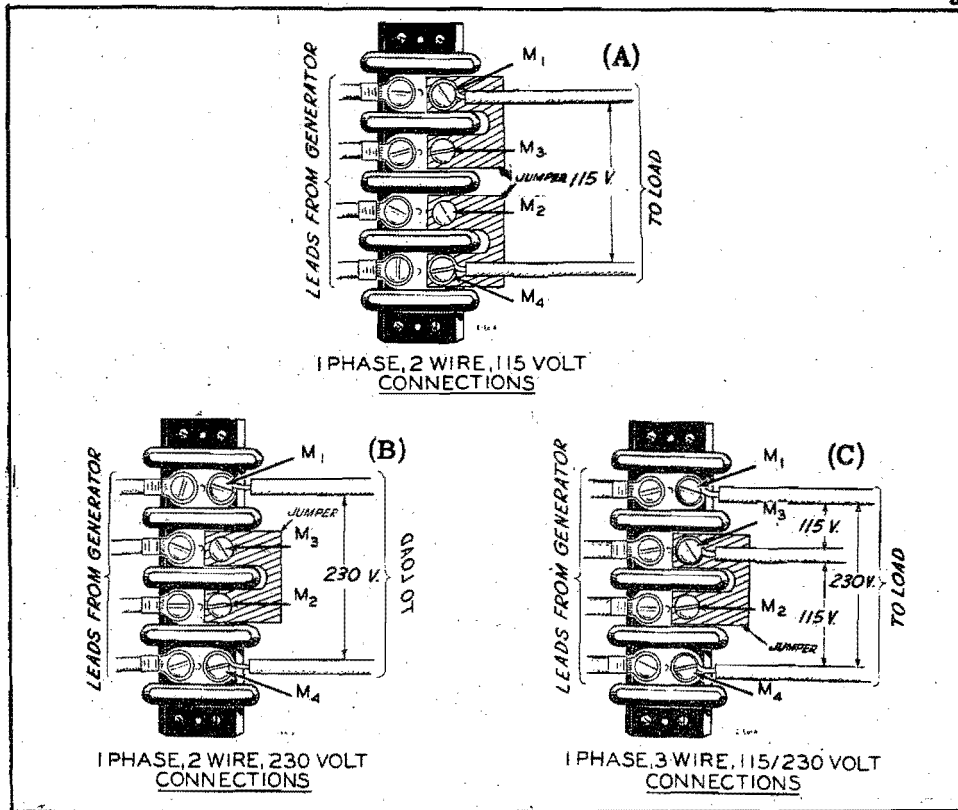 (A)
M1
LEADS FROM GENERATOR
M3
JUMPER 115 V.
M2
TO LOAD
M4
1 PHASE, 2 WIRE, 115 VOLT
CONNECTIONS
(B)
M1
LEADS FROM GENERATOR
JUMPER
M3
230 V.
M2
TO LOAD
M4
1 PHASE, 2 WIRE, 230 VOLT
CONNECTIONS
(C)
M1
LEADS FROM GENERATOR
M3
115 V.
230 V.
M2
115 V.
TO LOAD
JUMPER
M4
1 PHASE, 3 WIRE, 115/230 VOLT
CONNECTIONS